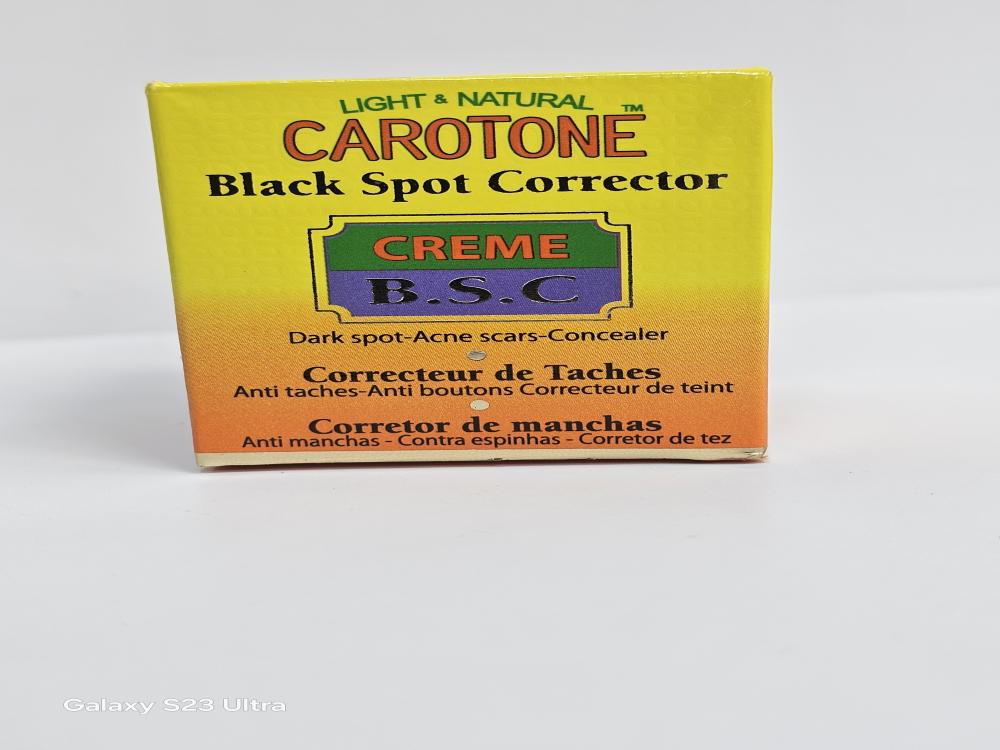 LIGHT & NATURAL
CAROTONE™
Black Spot Corrector
CREME
B.S.C
Dark spot-Acne scars-Concealer
Correcteur de Taches
Anti taches-Anti boutons Correcteur de teint
Corretor de manchas
Anti manchas - Contra espinhas - Corretor de tez
Galaxy S23 Ultra